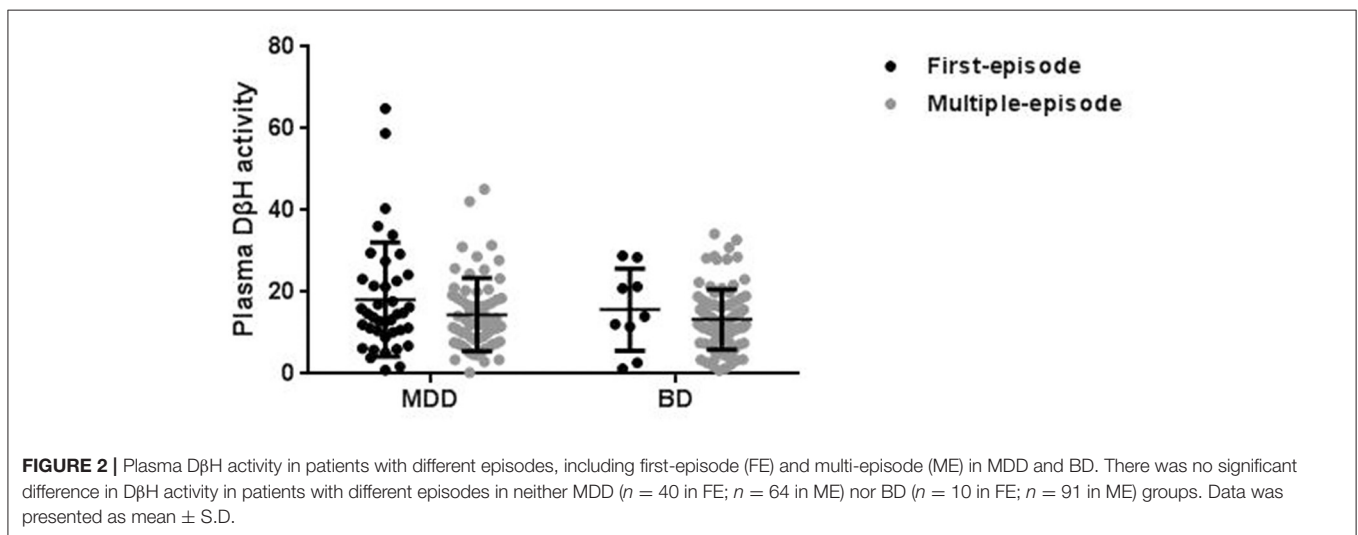 80
60
40
20
0
Plasma DβH activity
MDD
BD
First-episode
Multiple-episode
FIGURE 2 | Plasma DβH activity in patients with different episodes, including first-episode (FE) and multi-episode (ME) in MDD and BD. There was no significant
difference in DβH activity in patients with different episodes in neither MDD (n = 40 in FE; n = 64 in ME) nor BD (n = 10 in FE; n = 91 in ME) groups. Data was
presented as mean ± S.D.